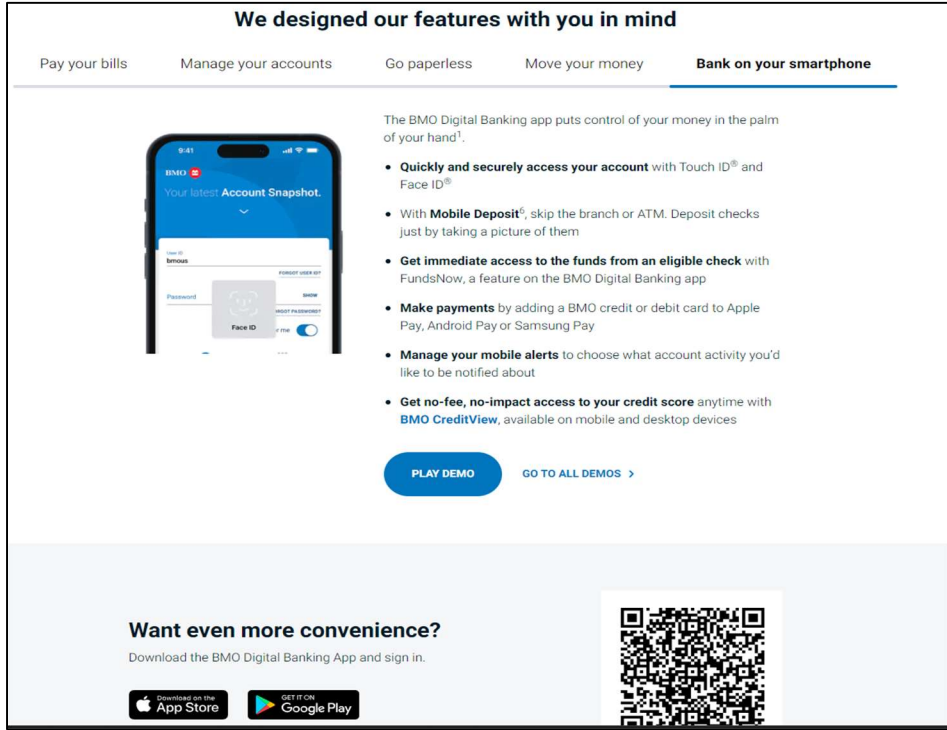 We designed our features with you in mind
Pay your bills
Manage your accounts
Go paperless
Move your money
Bank on your smartphone
9:41
BMO
Your latest Account Snapshot.
User ID
bmous
FORGOT USER ID?
Password
SHOW
FORGOT PASSWORD?
Face ID
r me
The BMO Digital Banking app puts control of your money in the palm
of your hand¹.
• Quickly and securely access your account with Touch ID® and
Face ID®
• With Mobile Deposit⁶, skip the branch or ATM. Deposit checks
just by taking a picture of them
• Get immediate access to the funds from an eligible check with
FundsNow, a feature on the BMO Digital Banking app
• Make payments by adding a BMO credit or debit card to Apple
Pay, Android Pay or Samsung Pay
• Manage your mobile alerts to choose what account activity you'd
like to be notified about
• Get no-fee, no-impact access to your credit score anytime with
BMO CreditView, available on mobile and desktop devices
PLAY DEMO
GO TO ALL DEMOS >
Want even more convenience?
Download the BMO Digital Banking App and sign in.
Download on the
App Store
GET IT ON
Google Play